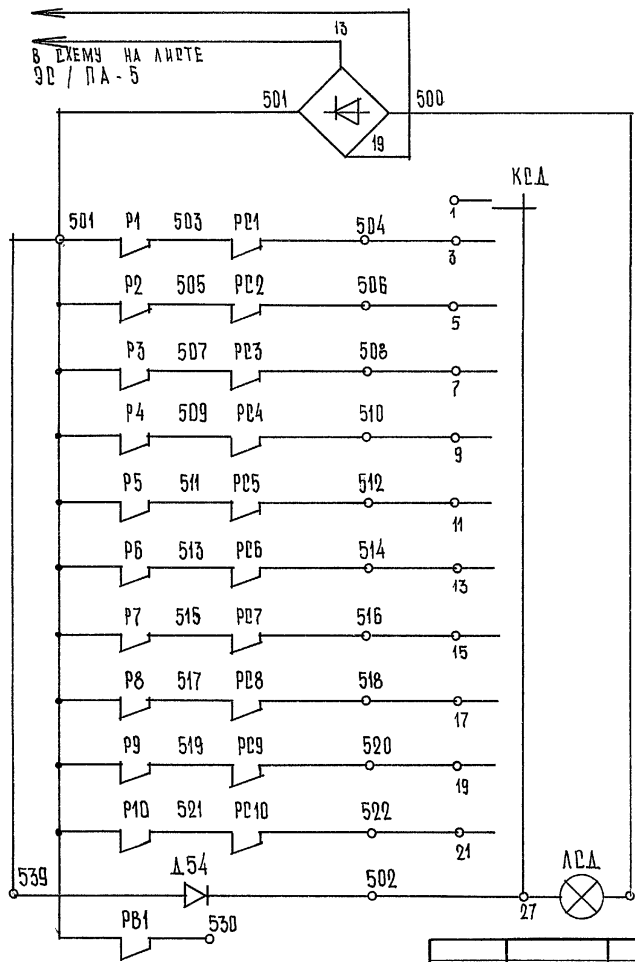 13
В СХЕМУ НА ЛИСТЕ
ЭС / ПА - 5
501
500
19
КСД
1
501 Р1 503 РС1 504
3
Р2 505 РС2 506
5
Р3 507 РС3 508
7
Р4 509 РС4 510
9
Р5 511 РС5 512
11
Р6 513 РС6 514
13
Р7 515 РС7 516
15
Р8 517 РС8 518
17
Р9 519 РС9 520
19
Р10 521 РС10 522
21
539 Д54 502 ЛСД
27
РВ1 530